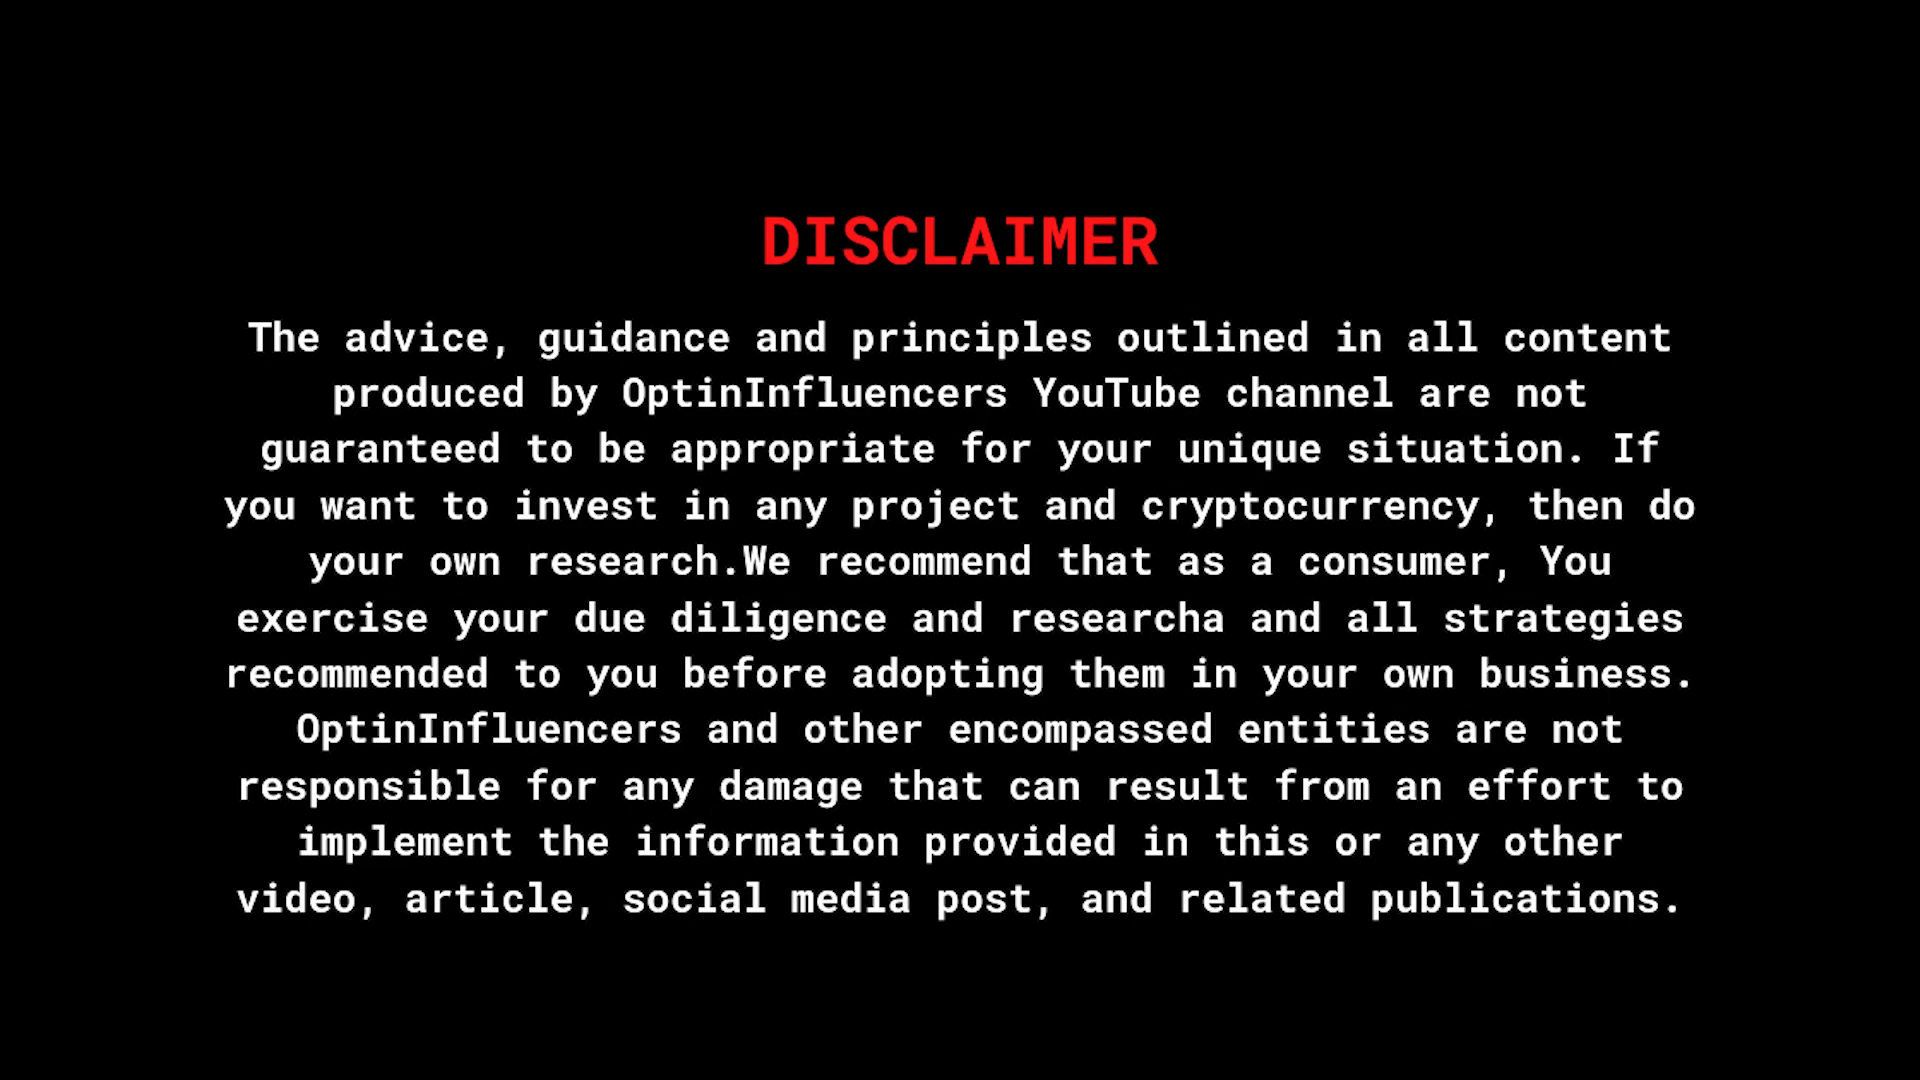 DISCLAIMER
The advice, guidance and principles outlined in all content
produced by OptinInfluencers YouTube channel are not
guaranteed to be appropriate for your unique situation. If
you want to invest in any project and cryptocurrency, then do
your own research.We recommend that as a consumer, You
exercise your due diligence and researcha and all strategies
recommended to you before adopting them in your own business.
OptinInfluencers and other encompassed entities are not
responsible for any damage that can result from an effort to
implement the information provided in this or any other
video, article, social media post, and related publications.